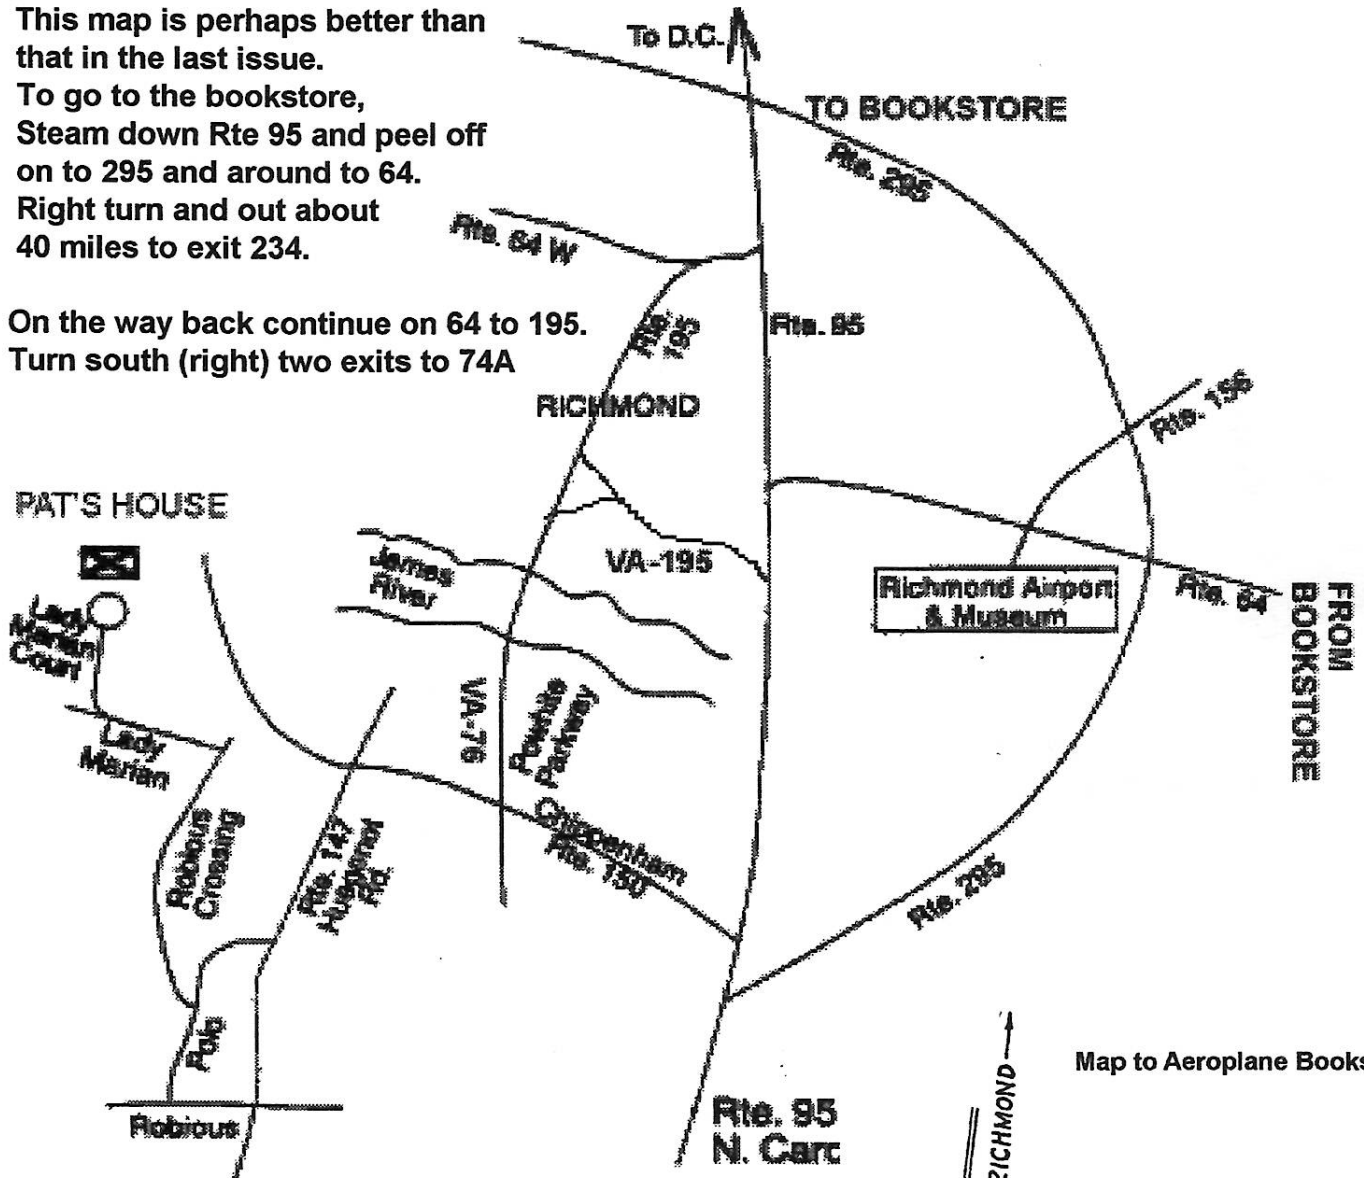 This map is perhaps better than
that in the last issue.
To go to the bookstore,
Steam down Rte 95 and peel off
on to 295 and around to 64.
Right turn and out about
40 miles to exit 234.
On the way back continue on 64 to 195.
Turn south (right) two exits to 74A
To D.C.
TO BOOKSTORE
Rte. 295
Rte. 64 W
Rte.
195
Rte. 95
RICHMOND
Rte. 156
PAT'S HOUSE
James
River
VA-195
Richmond Airport
& Museum
Rte. 64
FROM
BOOKSTORE
Lady
Marian
Court
Lady
Marian
VA-76
Powhite
Parkway
Chippenham
Rte. 150
Robious
Crossing
Rte. 147
Huguenot
Rd.
Rte. 295
Polo
Robious
Rte. 95
N. Carc
RICHMOND
Map to Aeroplane Books